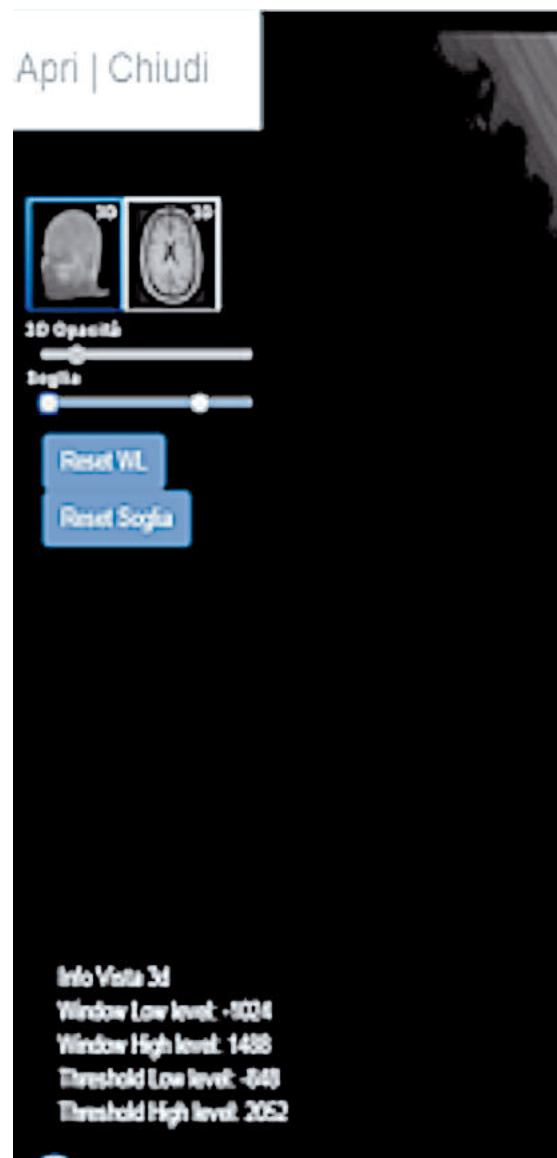 Apri | Chiudi
3D 3D
3D Opacità
Soglia
Reset WL
Reset Soglia
Info Vista 3d
Window Low level: -1024
Window High level: 1488
Threshold Low level: -848
Threshold High level: 2052